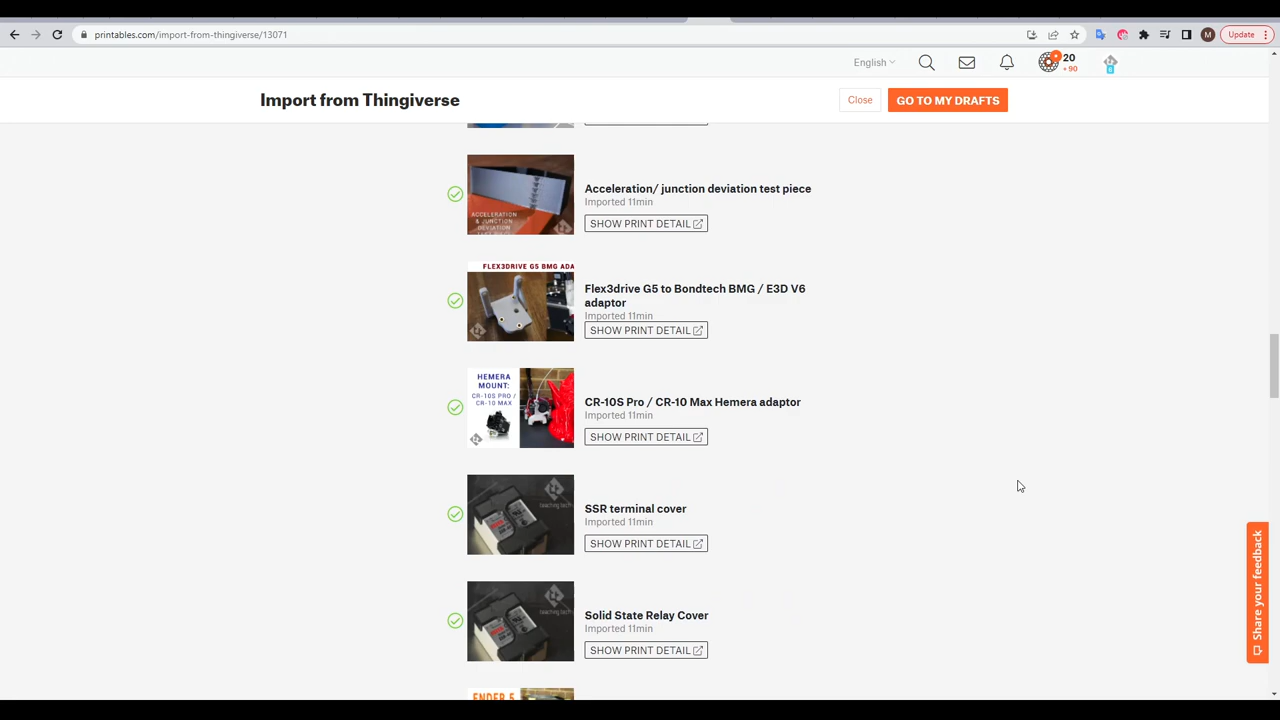 printables.com/import-from-thingiverse/13071
M
Update
English
20
+ 90
Import from Thingiverse
Close
GO TO MY DRAFTS
ACCELERATION
& JUNCTION
DEVIATION
Acceleration/ junction deviation test piece
Imported 11min
SHOW PRINT DETAIL
FLEX3DRIVE G5 BMG ADA
Flex3drive G5 to Bondtech BMG / E3D V6
adaptor
Imported 11min
SHOW PRINT DETAIL
HEMERA
MOUNT:
CR-10S PRO /
CR-10 MAX
CR-10S Pro / CR-10 Max Hemera adaptor
Imported 11min
SHOW PRINT DETAIL
teaching tech
SSR terminal cover
Imported 11min
SHOW PRINT DETAIL
teaching tech
Solid State Relay Cover
Imported 11min
SHOW PRINT DETAIL
ENDER 5
Share your feedback